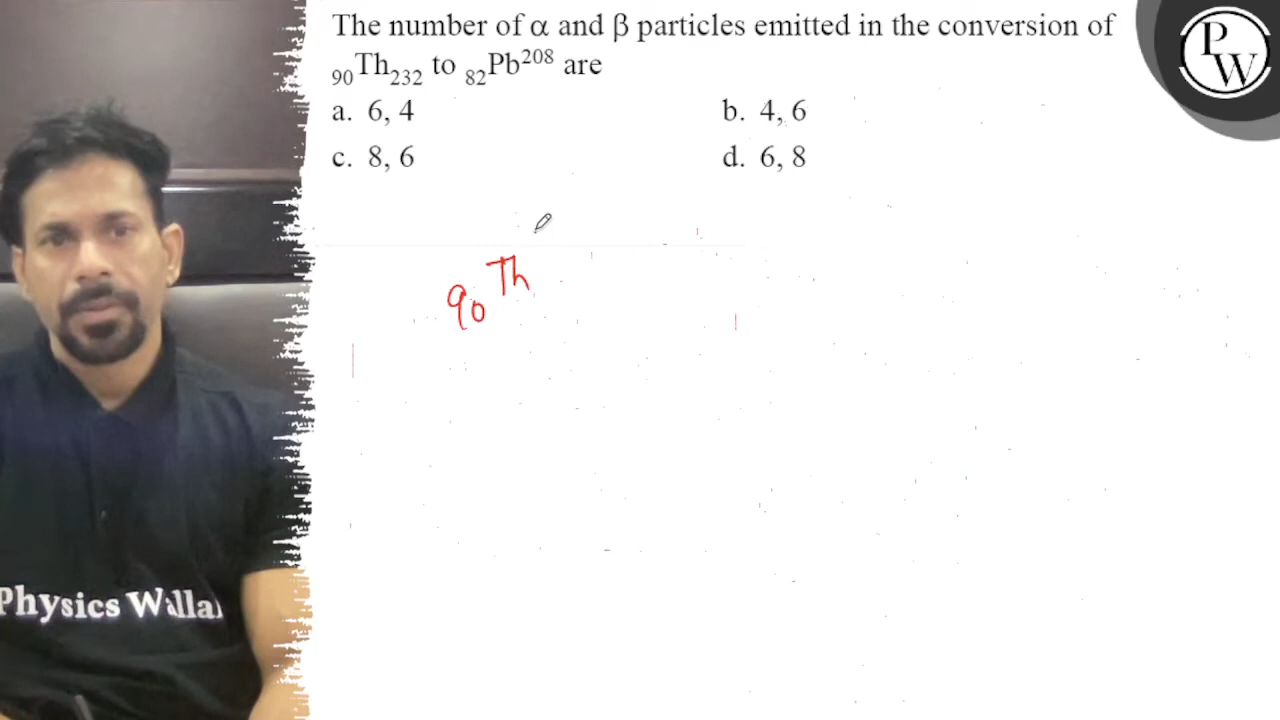 The number of α and β particles emitted in the conversion of
₉₀Th₂₃₂ to ₈₂Pb²⁰⁸ are
a. 6, 4
b. 4, 6
c. 8, 6
d. 6, 8
₉₀Th
PW
Physics Walla